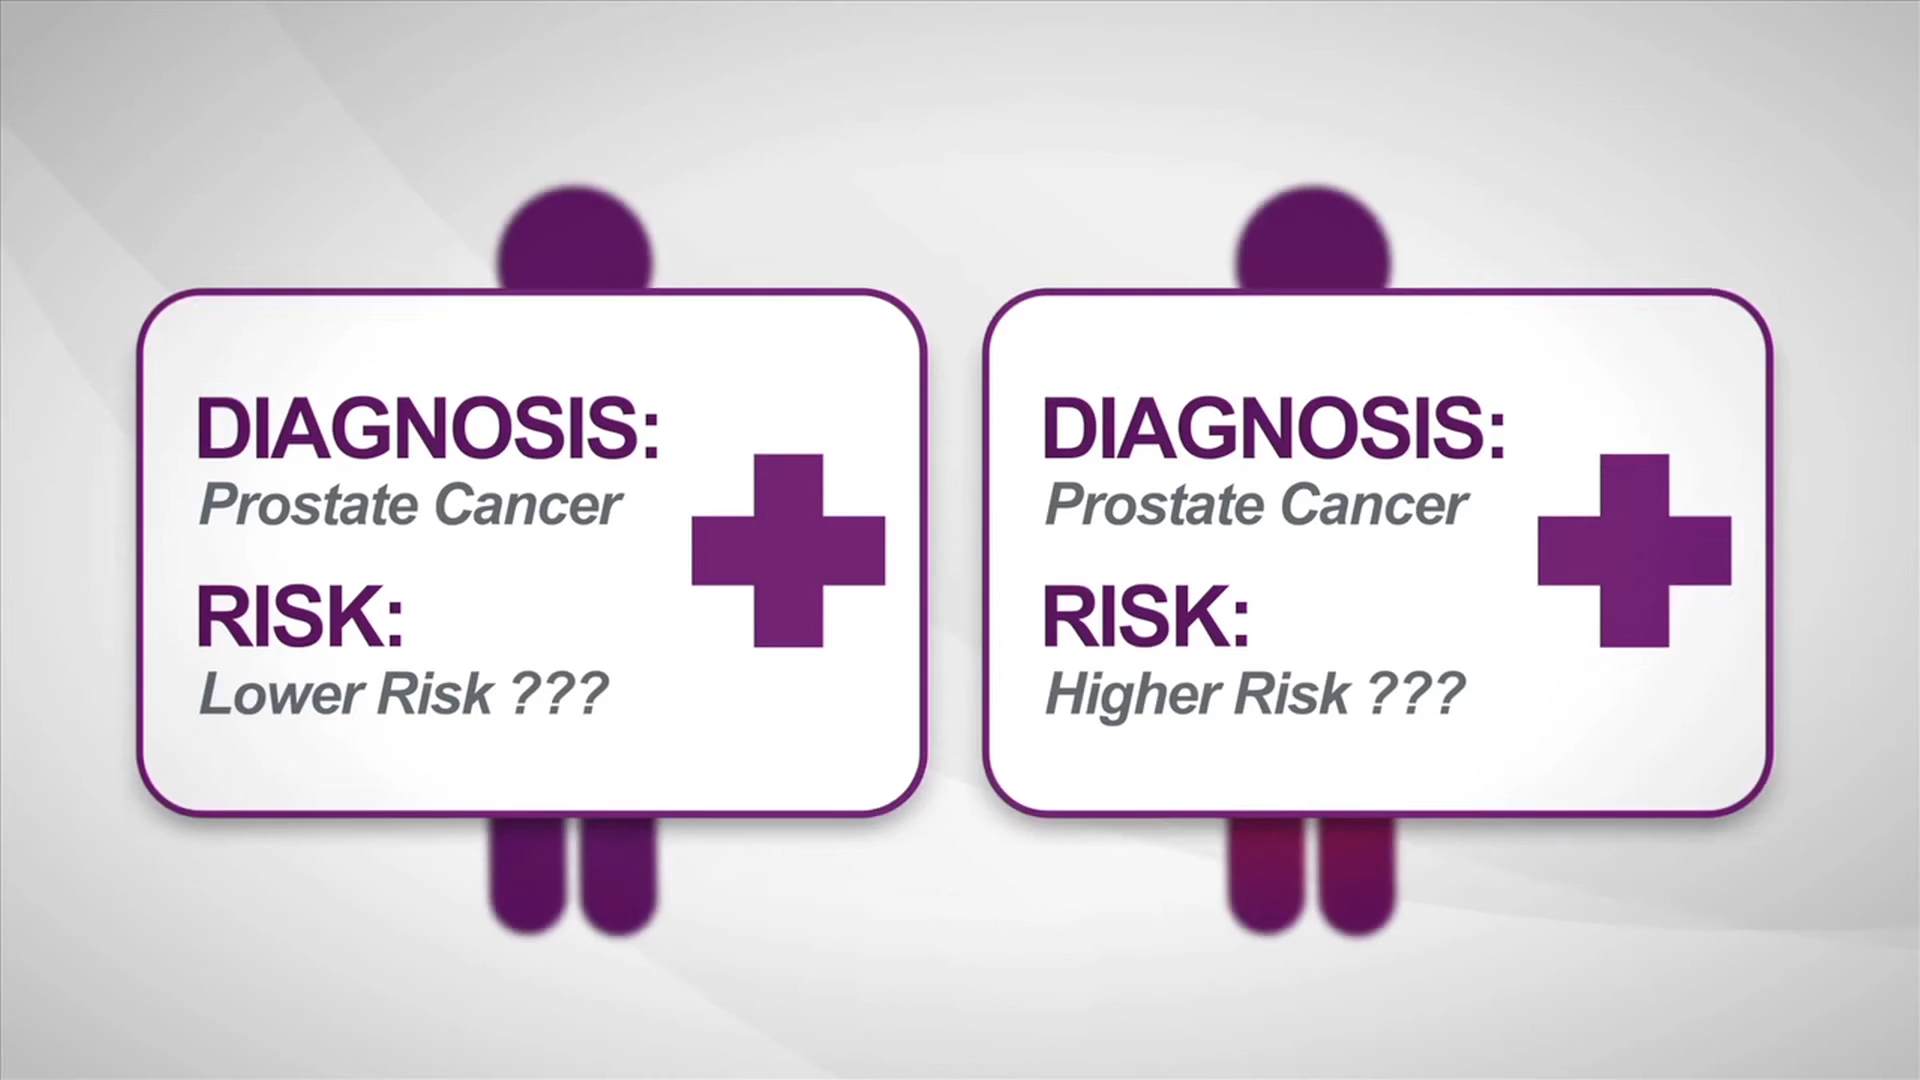 DIAGNOSIS:
Prostate Cancer
RISK:
Lower Risk ???
DIAGNOSIS:
Prostate Cancer
RISK:
Higher Risk ???